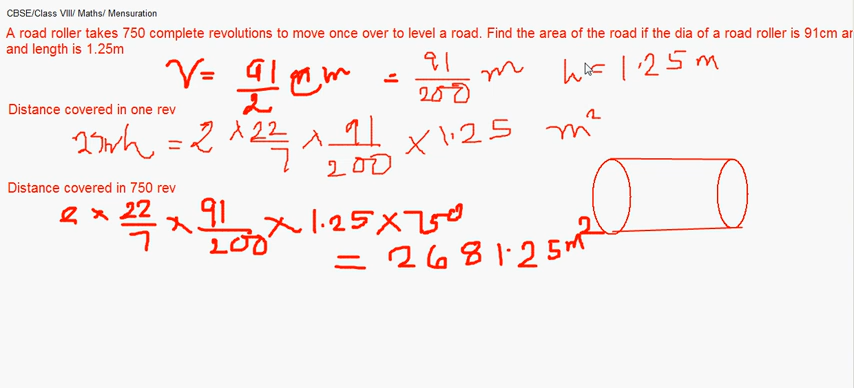 CBSE/Class VIII/ Maths/ Mensuration
A road roller takes 750 complete revolutions to move once over to level a road. Find the area of the road if the dia of a road roller is 91cm ar
and length is 1.25m
r = 91/2 cm = 91/200 m h = 1.25 m
Distance covered in one rev
2πrh = 2 × 22/7 × 91/200 × 1.25 m²
Distance covered in 750 rev
2 × 22/7 × 91/200 × 1.25 × 750
= 2681.25 m²